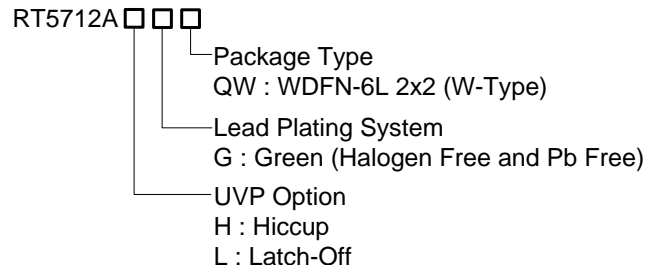 RT5712A□□□
Package Type
QW : WDFN-6L 2x2 (W-Type)
Lead Plating System
G : Green (Halogen Free and Pb Free)
UVP Option
H : Hiccup
L : Latch-Off